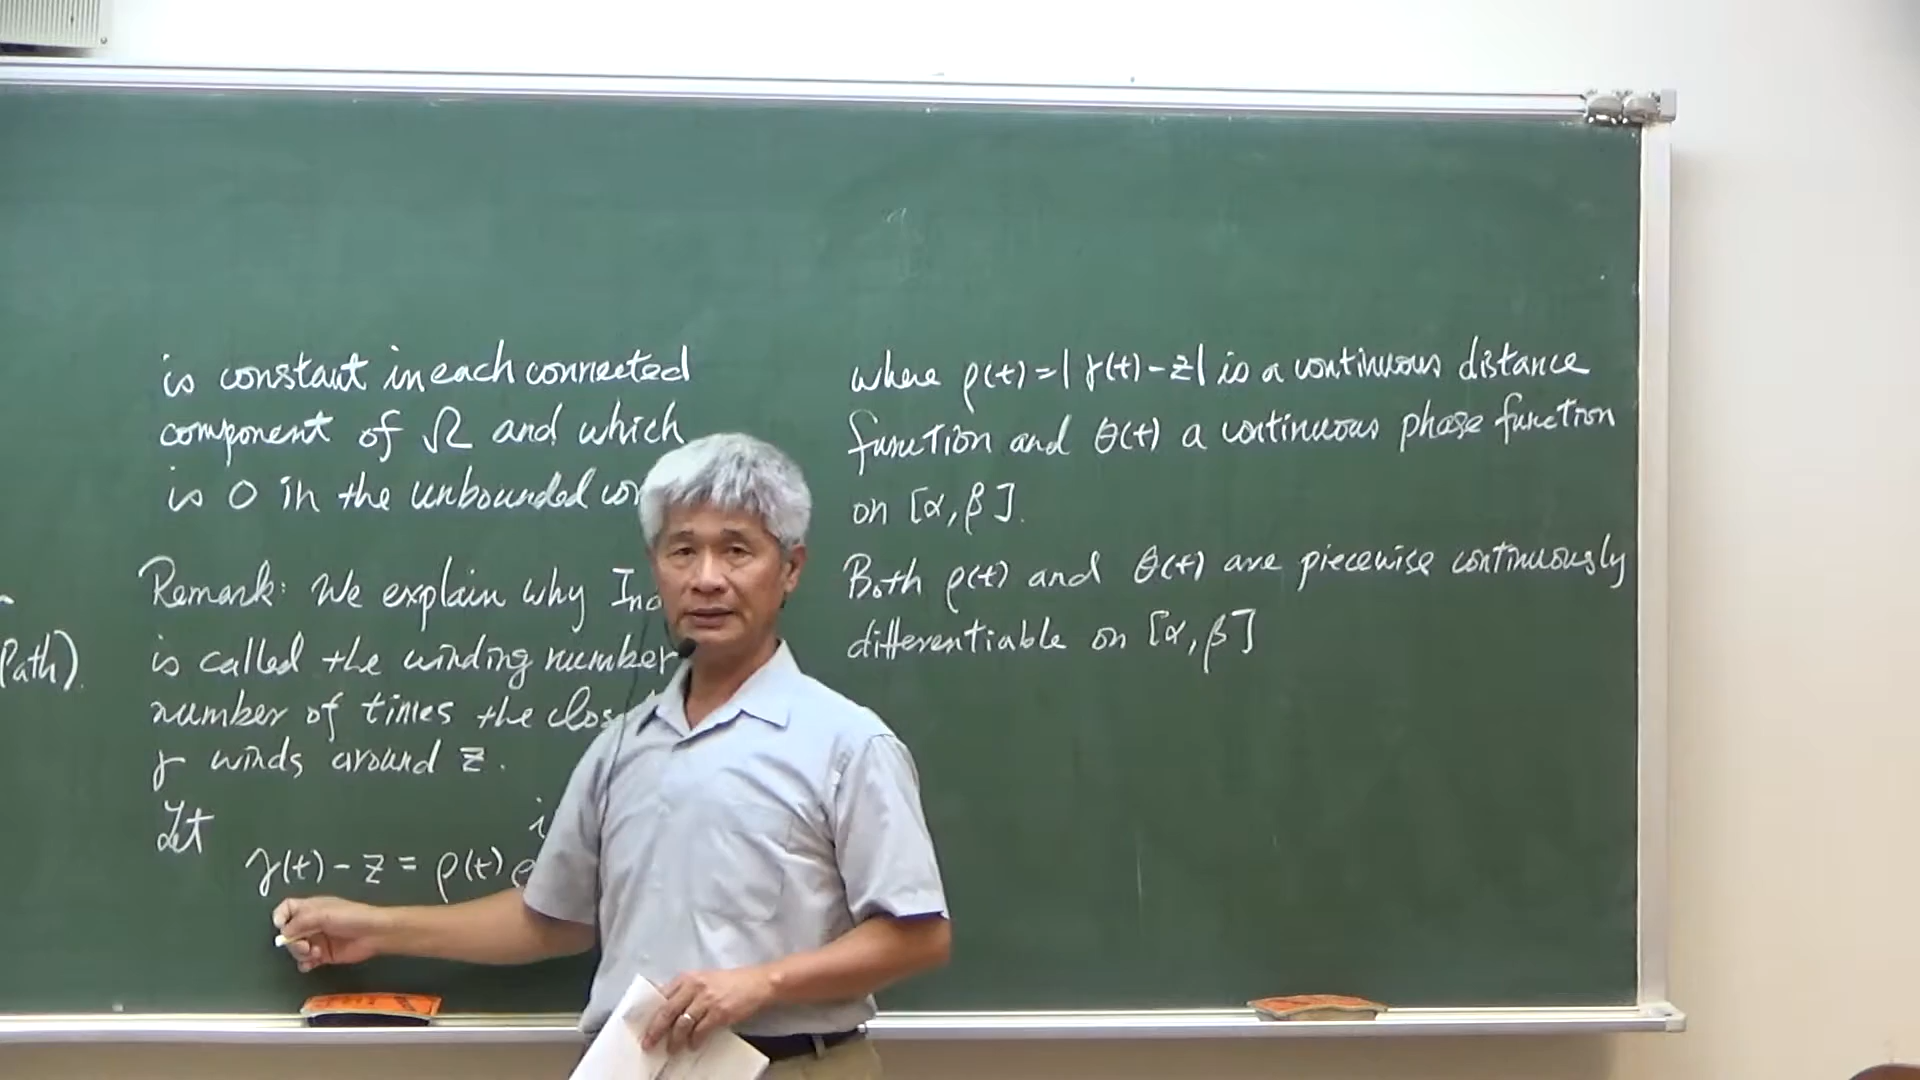 Path)
is constant in each connected
component of Ω and which
is 0 in the unbounded
Remark: We explain why
is called the winding number
number of times the
γ winds around z.
Let
γ(t) - z = ρ(t) e
where ρ(t) = | γ(t) - z | is a continuous distance
function and θ(t) a continuous phase function
on [α, β].
Both ρ(t) and θ(t) are piecewise continuously
differentiable on [α, β]